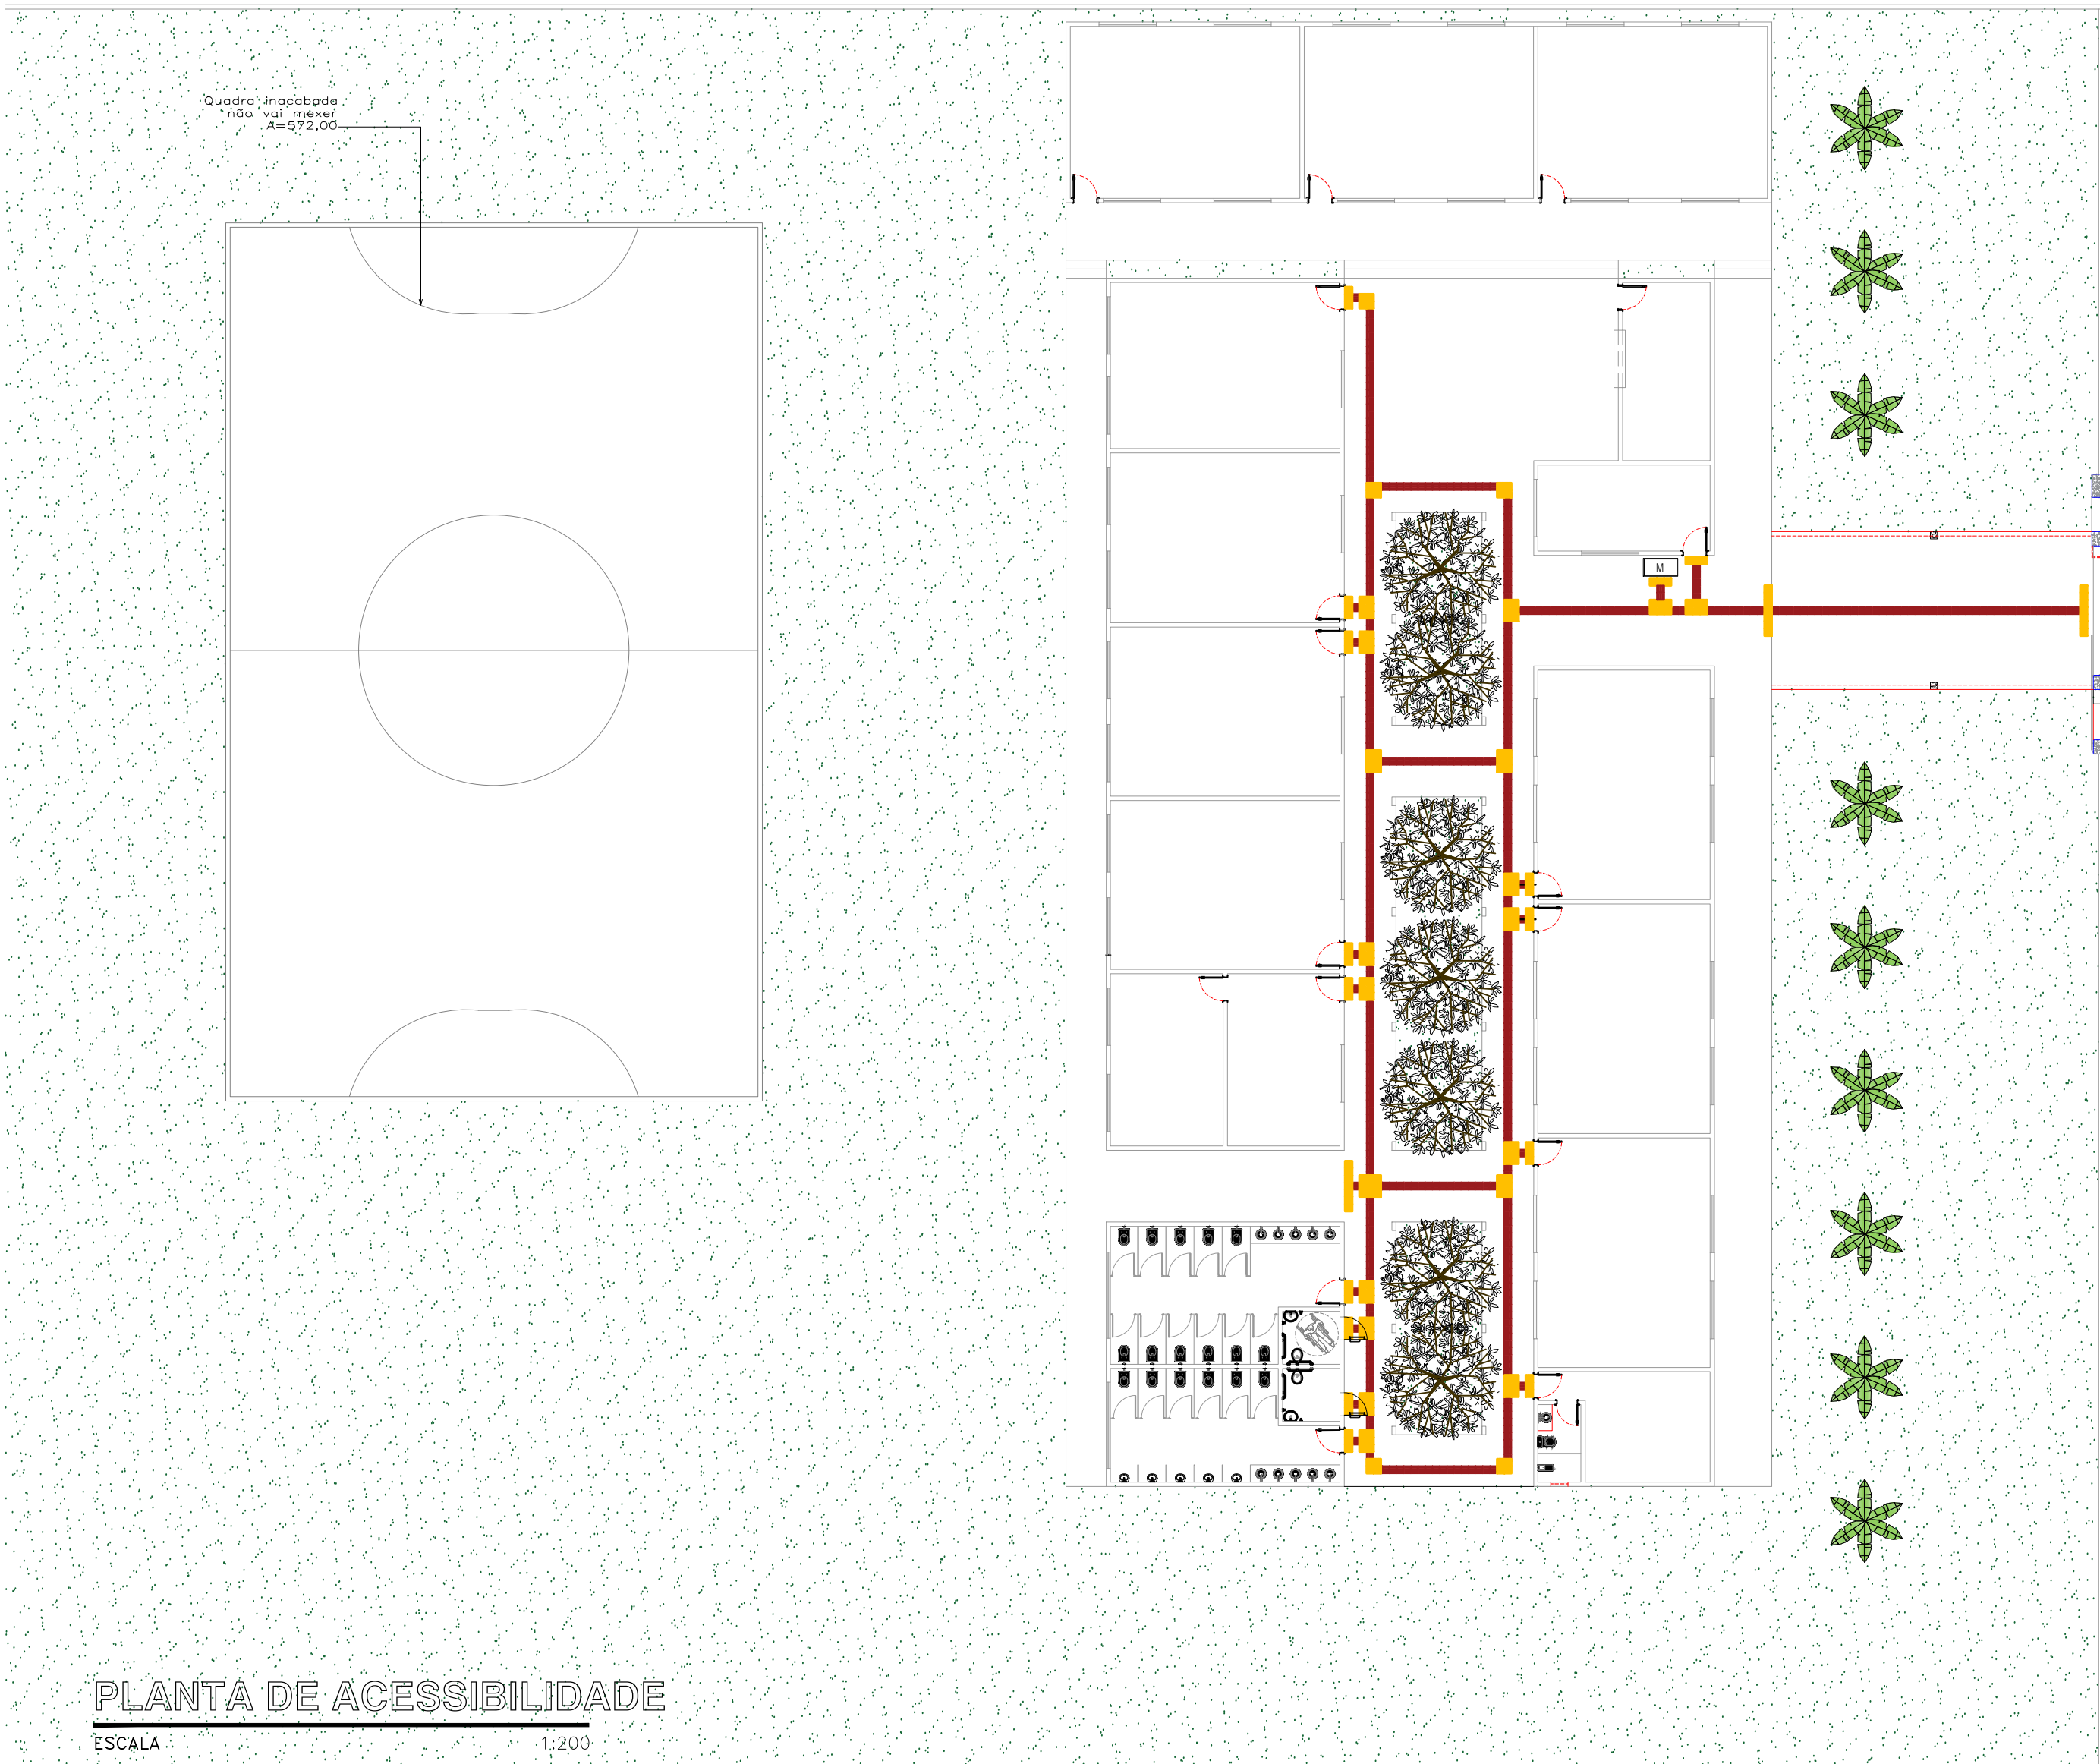 Quadra inacabada
não vai mexer
A=572,00
M
PLANTA DE ACESSIBILIDADE
ESCALA 1:200